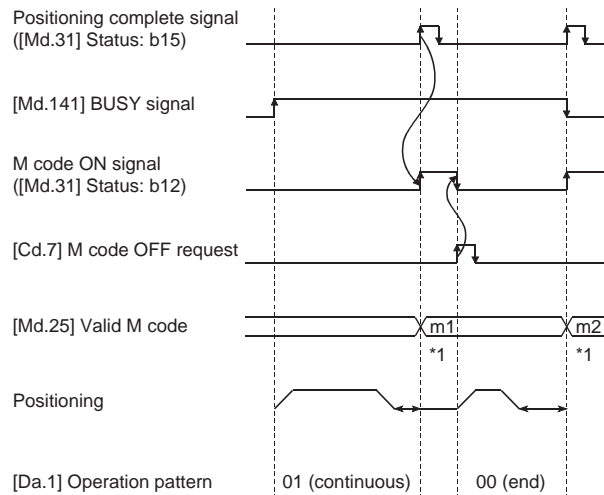 Positioning complete signal
([Md.31] Status: b15)
[Md.141] BUSY signal
M code ON signal
([Md.31] Status: b12)
[Cd.7] M code OFF request
[Md.25] Valid M code
m1
m2
*1
*1
Positioning
[Da.1] Operation pattern
01 (continuous)
00 (end)